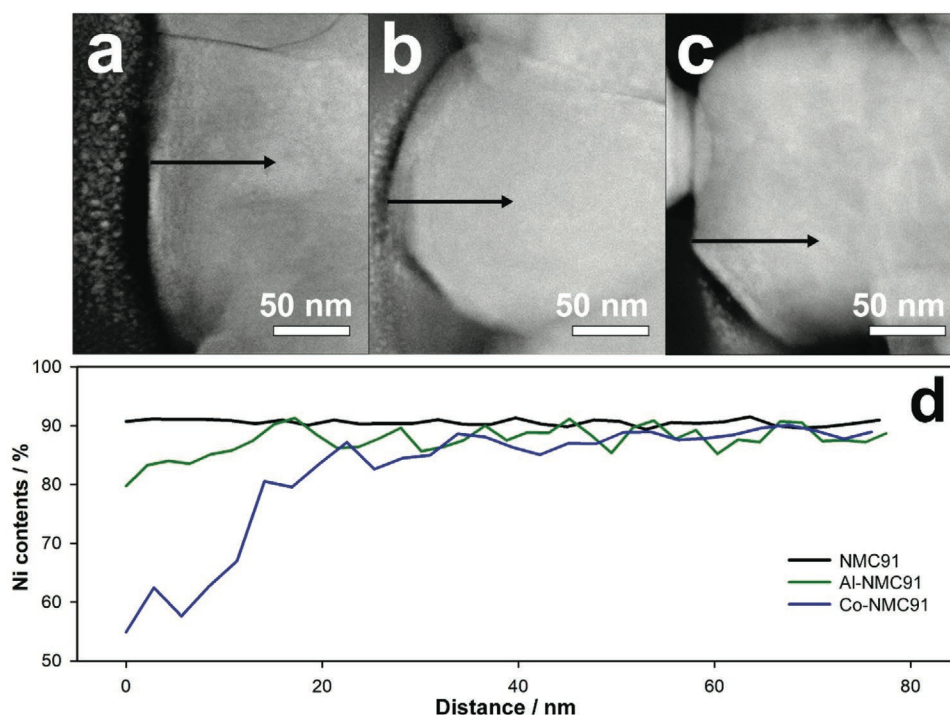 a
b
c
50 nm
50 nm
50 nm
d
100
90
80
70
60
50
Ni contents / %
NMC91
Al-NMC91
Co-NMC91
0
20
40
60
80
Distance / nm